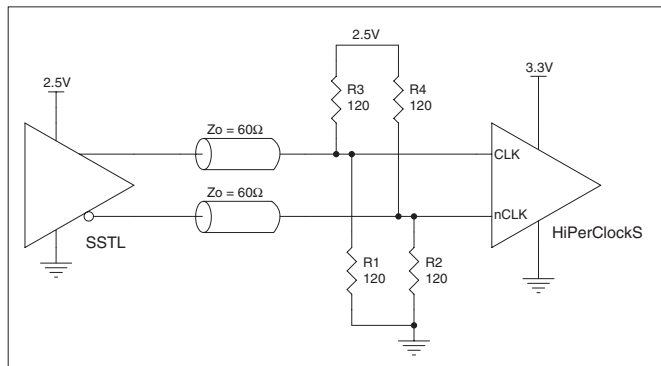 2.5V
3.3V
2.5V
R3
120
R4
120
Zo = 60Ω
CLK
Zo = 60Ω
nCLK
SSTL
HiPerClockS
R1
120
R2
120